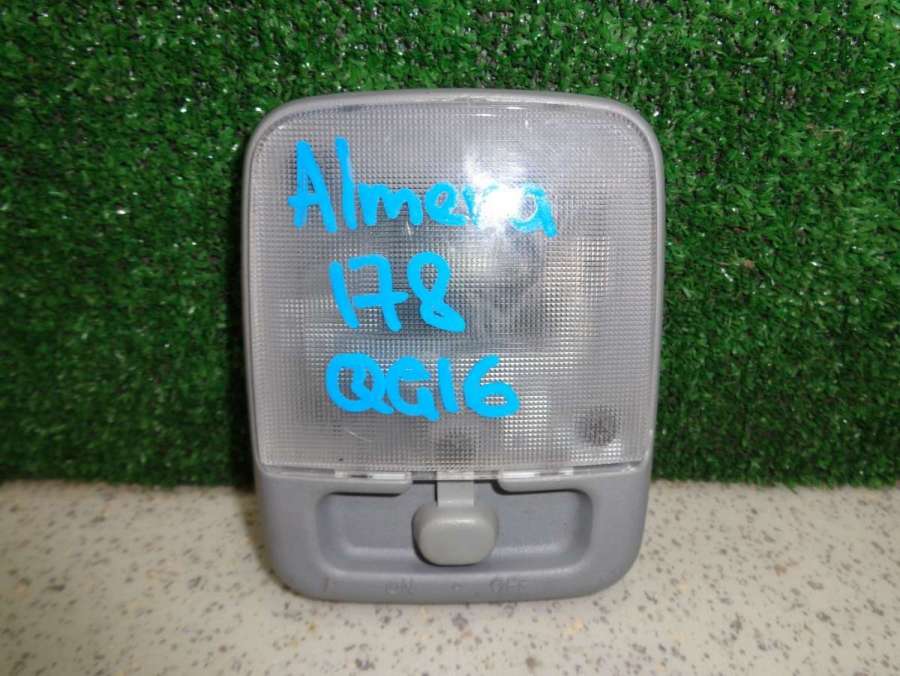 Almera
178
QG16
ON • OFF